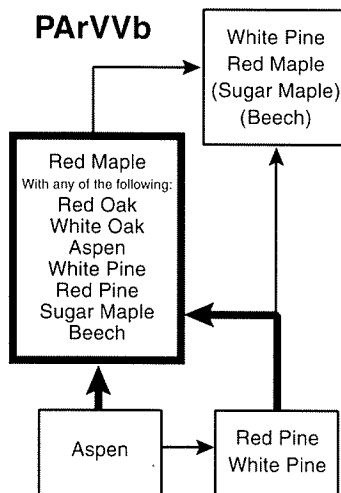 PArVVb
White Pine
Red Maple
(Sugar Maple)
(Beech)
Red Maple
With any of the following:
Red Oak
White Oak
Aspen
White Pine
Red Pine
Sugar Maple
Beech
Aspen
Red Pine
White Pine